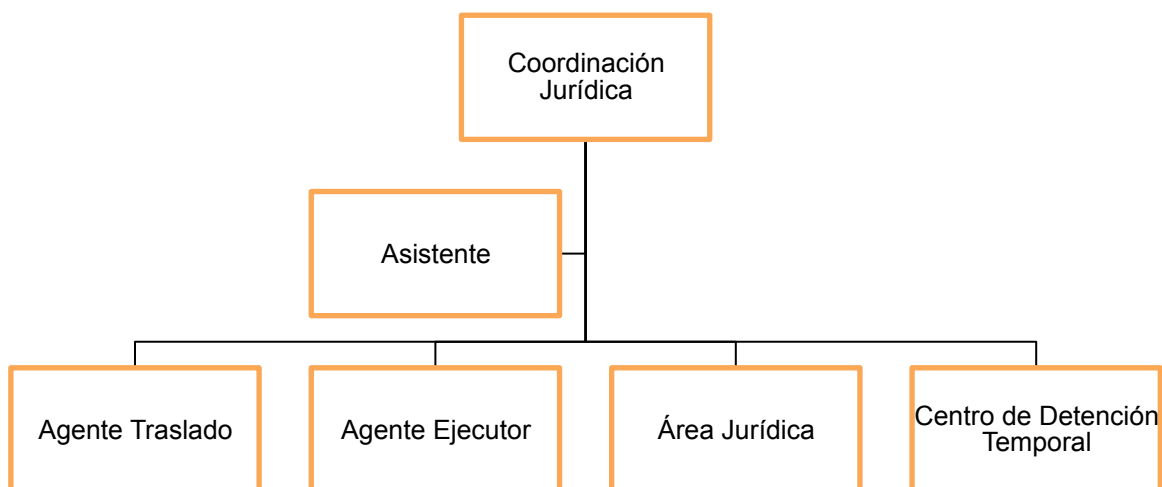 Coordinación
Jurídica
Asistente
Agente Traslado
Agente Ejecutor
Área Jurídica
Centro de Detención
Temporal